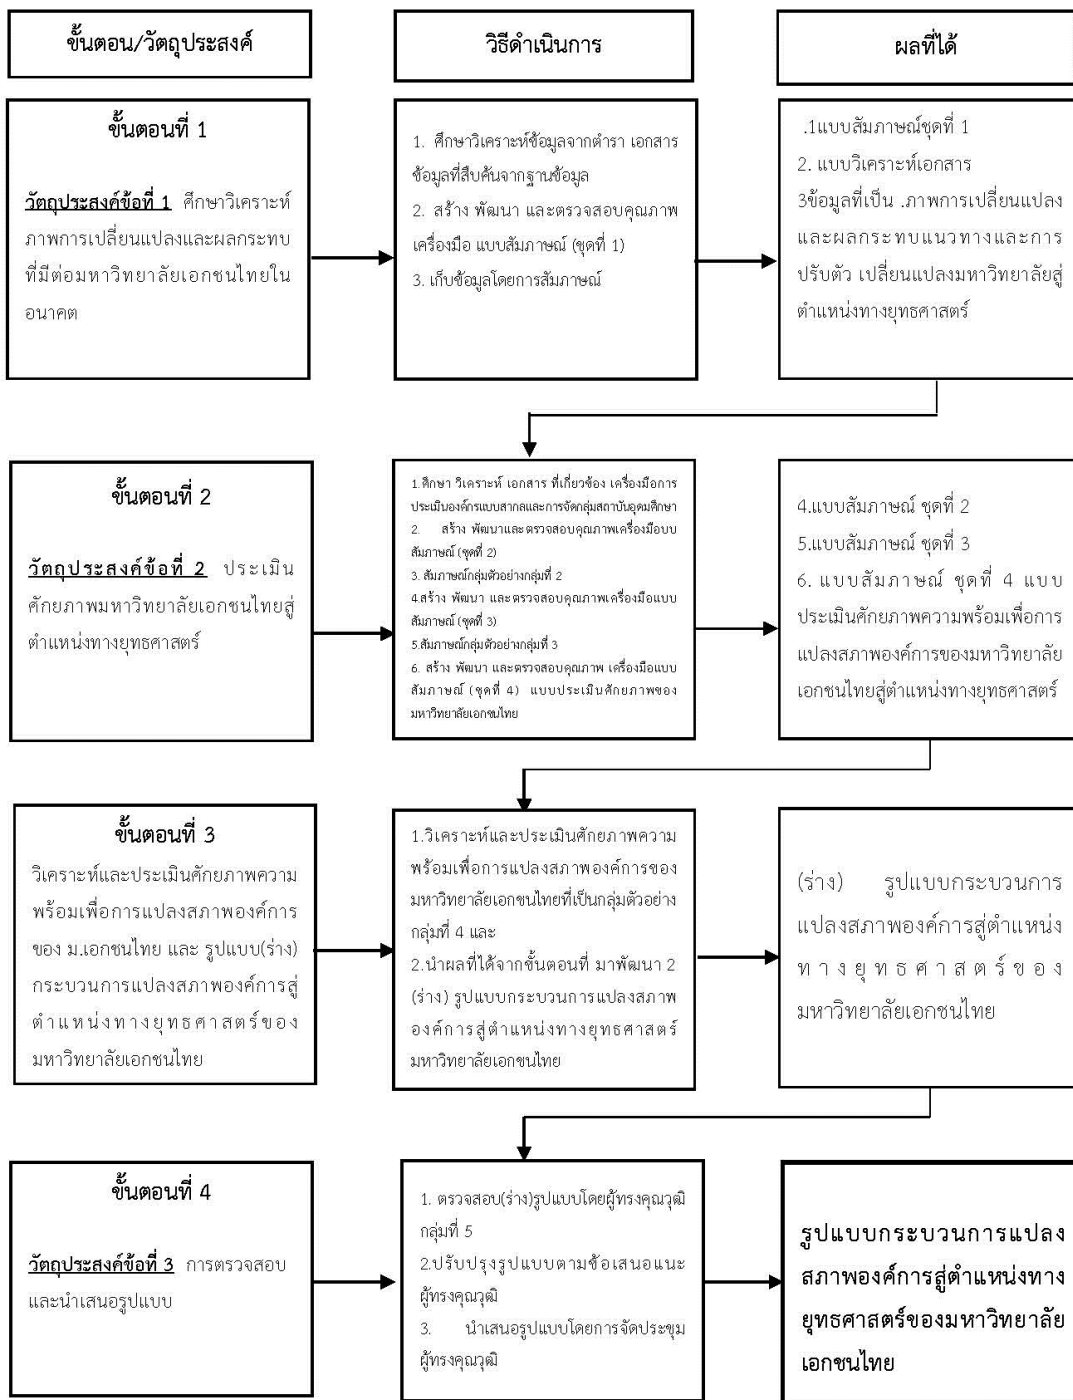 ขั้นตอน/วัตถุประสงค์
วิธีดำเนินการ
ผลที่ได้
ขั้นตอนที่ 1
วัตถุประสงค์ข้อที่ 1 ศึกษาวิเคราะห์
ภาพการเปลี่ยนแปลงและผลกระทบ
ที่มีต่อมหาวิทยาลัยเอกชนไทยใน
อนาคต
1. ศึกษาวิเคราะห์ข้อมูลจากตำรา เอกสาร
ข้อมูลที่สืบค้นจากฐานข้อมูล
2. สร้าง พัฒนา และตรวจสอบคุณภาพ
เครื่องมือ แบบสัมภาษณ์ (ชุดที่ 1)
3. เก็บข้อมูลโดยการสัมภาษณ์
.1แบบสัมภาษณ์ชุดที่ 1
2. แบบวิเคราะห์เอกสาร
3ข้อมูลที่เป็น .ภาพการเปลี่ยนแปลง
และผลกระทบแนวทางและการ
ปรับตัว เปลี่ยนแปลงมหาวิทยาลัยสู่
ตำแหน่งทางยุทธศาสตร์
ขั้นตอนที่ 2
วัตถุประสงค์ข้อที่ 2 ประเมิน
ศักยภาพมหาวิทยาลัยเอกชนไทยสู่
ตำแหน่งทางยุทธศาสตร์
1.ศึกษา วิเคราะห์ เอกสาร ที่เกี่ยวข้อง เครื่องมือการ
ประเมินองค์กรแบบสากลและการจัดกลุ่มสถาบันอุดมศึกษา
2. สร้าง พัฒนาและตรวจสอบคุณภาพเครื่องมือบบ
สัมภาษณ์ (ชุดที่ 2)
3. สัมภาษณ์กลุ่มตัวอย่างกลุ่มที่ 2
4.สร้าง พัฒนา และตรวจสอบคุณภาพเครื่องมือแบบ
สัมภาษณ์ (ชุดที่ 3)
5.สัมภาษณ์กลุ่มตัวอย่างกลุ่มที่ 3
6. สร้าง พัฒนา และตรวจสอบคุณภาพ เครื่องมือแบบ
สัมภาษณ์ (ชุดที่ 4) แบบประเมินศักยภาพของ
มหาวิทยาลัยเอกชนไทย
4.แบบสัมภาษณ์ ชุดที่ 2
5.แบบสัมภาษณ์ ชุดที่ 3
6. แบบสัมภาษณ์ ชุดที่ 4 แบบ
ประเมินศักยภาพความพร้อมเพื่อการ
แปลงสภาพองค์การของมหาวิทยาลัย
เอกชนไทยสู่ตำแหน่งทางยุทธศาสตร์
ขั้นตอนที่ 3
วิเคราะห์และประเมินศักยภาพความ
พร้อมเพื่อการแปลงสภาพองค์การ
ของ ม.เอกชนไทย และ รูปแบบ(ร่าง)
กระบวนการแปลงสภาพองค์การสู่
ตำแหน่งทางยุทธศาสตร์ของ
มหาวิทยาลัยเอกชนไทย
1.วิเคราะห์และประเมินศักยภาพความ
พร้อมเพื่อการแปลงสภาพองค์การของ
มหาวิทยาลัยเอกชนไทยที่เป็นกลุ่มตัวอย่าง
กลุ่มที่ 4 และ
2.นำผลที่ได้จากขั้นตอนที่ มาพัฒนา 2
(ร่าง) รูปแบบกระบวนการแปลงสภาพ
องค์การสู่ตำแหน่งทางยุทธศาสตร์
มหาวิทยาลัยเอกชนไทย
(ร่าง) รูปแบบกระบวนการ
แปลงสภาพองค์การสู่ตำแหน่ง
ทางยุทธศาสตร์ของ
มหาวิทยาลัยเอกชนไทย
ขั้นตอนที่ 4
วัตถุประสงค์ข้อที่ 3 การตรวจสอบ
และนำเสนอรูปแบบ
1. ตรวจสอบ(ร่าง)รูปแบบโดยผู้ทรงคุณวุฒิ
กลุ่มที่ 5
2.ปรับปรุงรูปแบบตามข้อเสนอแนะ
ผู้ทรงคุณวุฒิ
3. นำเสนอรูปแบบโดยการจัดประชุม
ผู้ทรงคุณวุฒิ
รูปแบบกระบวนการแปลง
สภาพองค์การสู่ตำแหน่งทาง
ยุทธศาสตร์ของมหาวิทยาลัย
เอกชนไทย